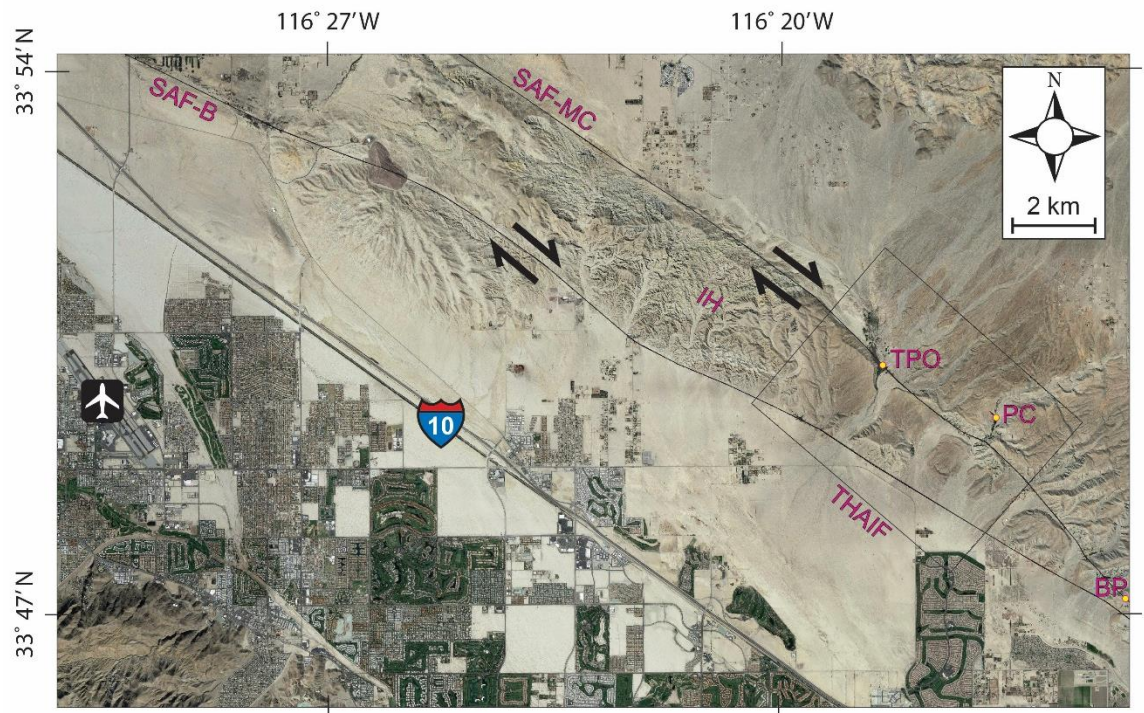 116° 27′W
116° 20′W
33° 54′N
SAF-B
SAF-MC
N
2 km
IH
TPO
10
PC
THAIF
BP
33° 47′N